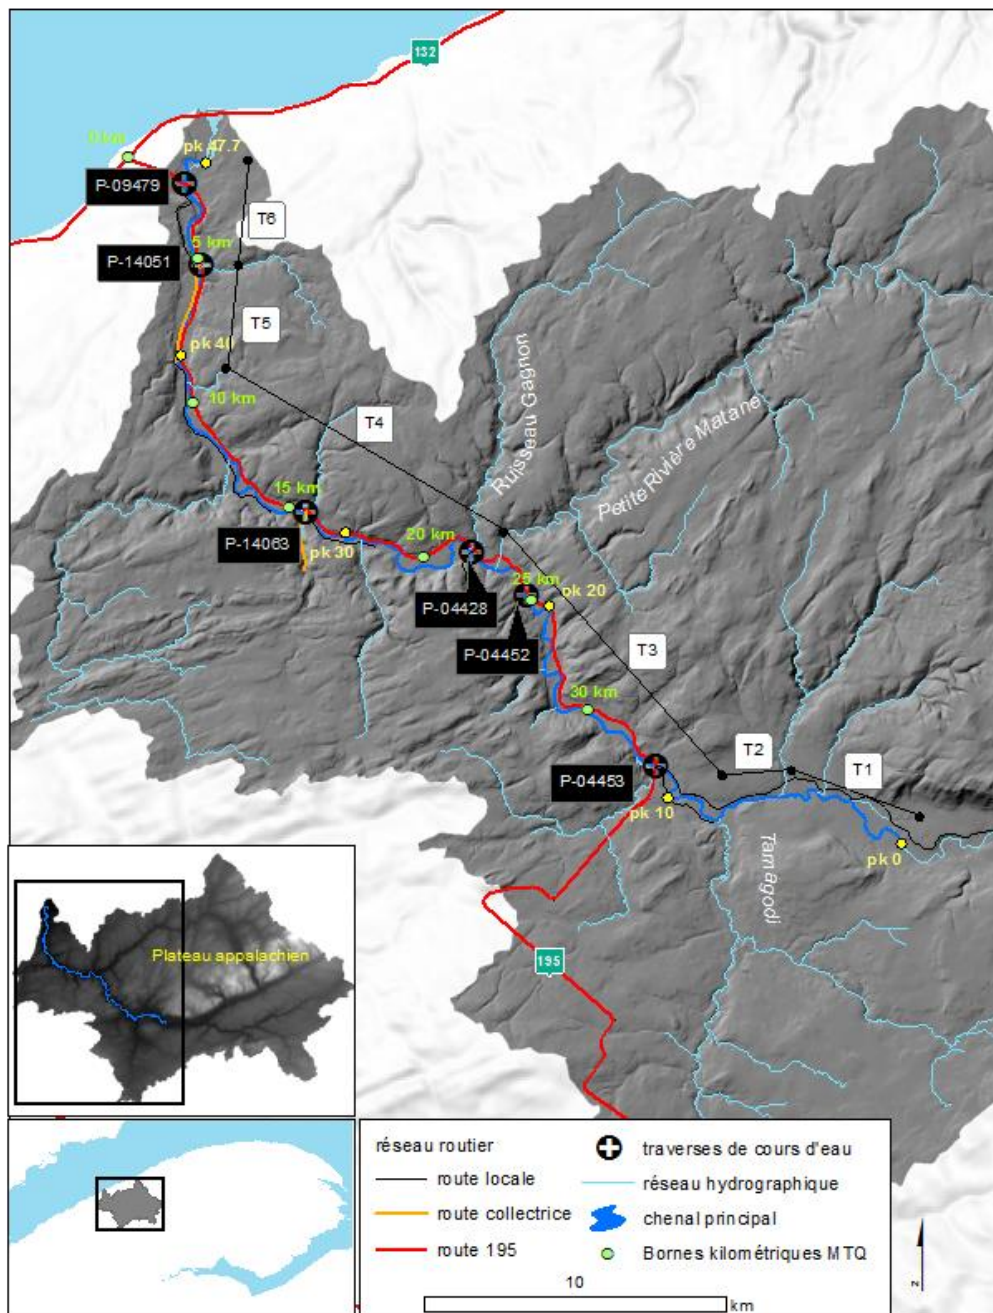 132
0 km
pk 47.7
P-09479
T6
5 km
P-14051
T5
pk 40
10 km
T4
Ruisseau Gagnon
Petite Rivière Matane
15 km
P-14063
pk 30
20 km
25 km
pk 20
P-04428
P-04452
T3
30 km
T2
T1
P-04453
pk 10
pk 0
Tamagodi
195
Plateau appalachien
réseau routier
route locale
route collectrice
route 195
traverses de cours d'eau
réseau hydrographique
chenal principal
Bornes kilométriques MTQ
10
km
z